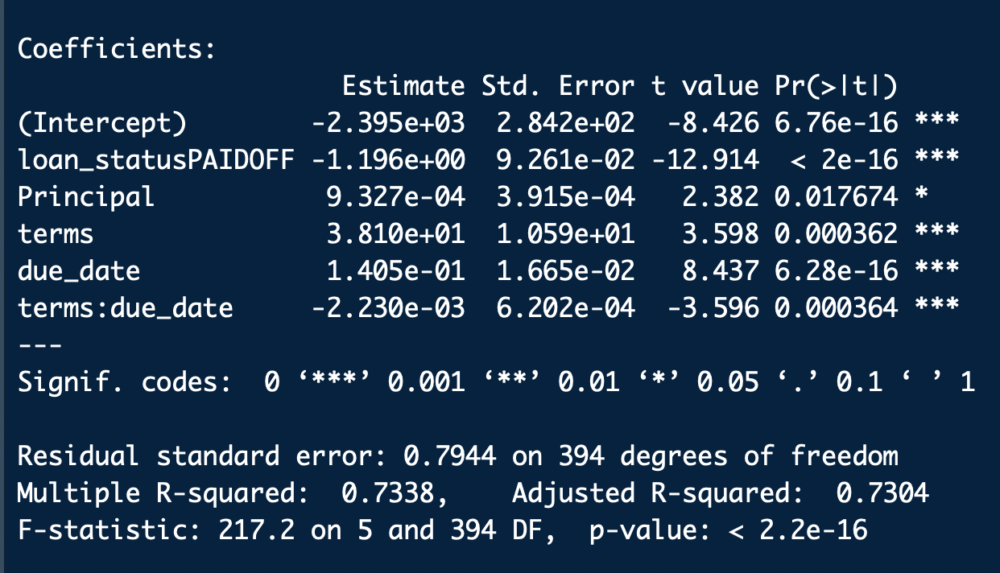 Coefficients:
                     Estimate Std. Error t value Pr(>|t|)
(Intercept)        -2.395e+03  2.842e+02  -8.426 6.76e-16 ***
loan_statusPAIDOFF -1.196e+00  9.261e-02 -12.914  < 2e-16 ***
Principal           9.327e-04  3.915e-04   2.382 0.017674 *
terms               3.810e+01  1.059e+01   3.598 0.000362 ***
due_date            1.405e-01  1.665e-02   8.437 6.28e-16 ***
terms:due_date     -2.230e-03  6.202e-04  -3.596 0.000364 ***
---
Signif. codes:  0 ‘***’ 0.001 ‘**’ 0.01 ‘*’ 0.05 ‘.’ 0.1 ‘ ’ 1
Residual standard error: 0.7944 on 394 degrees of freedom
Multiple R-squared:  0.7338,    Adjusted R-squared:  0.7304
F-statistic: 217.2 on 5 and 394 DF,  p-value: < 2.2e-16